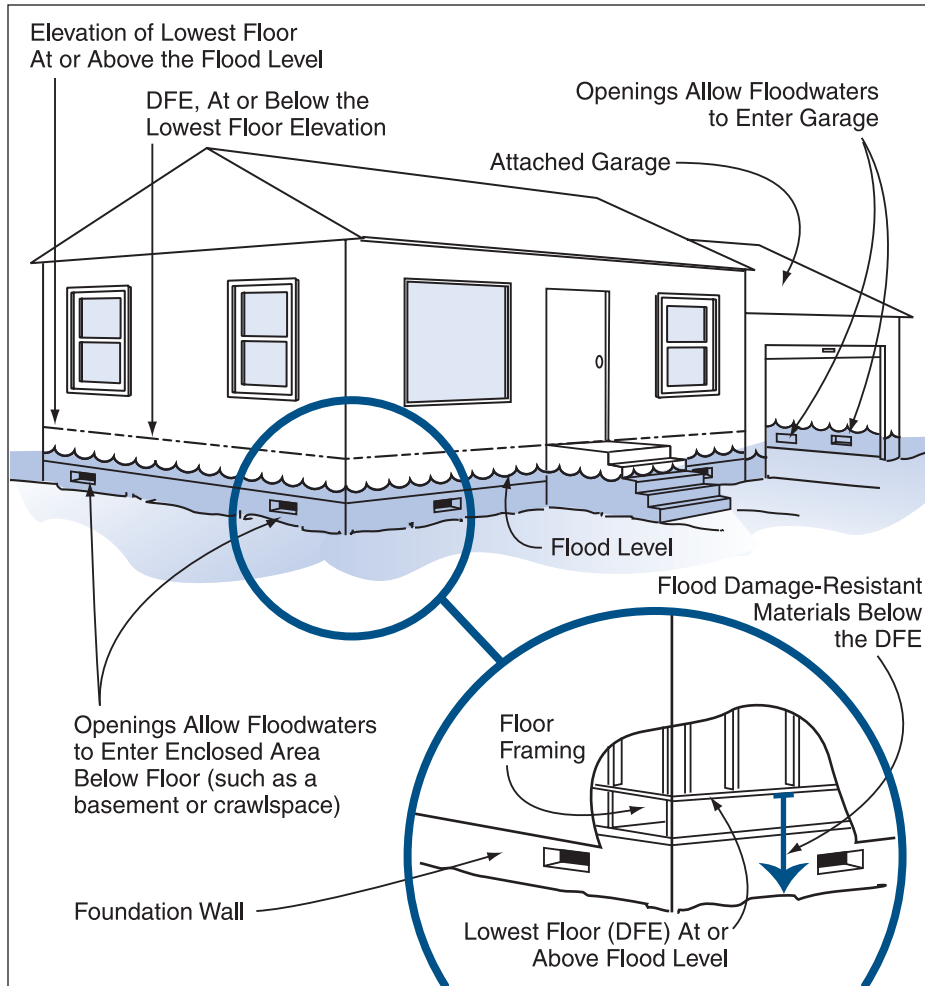 Elevation of Lowest Floor
At or Above the Flood Level
DFE, At or Below the
Lowest Floor Elevation
Openings Allow Floodwaters
to Enter Garage
Attached Garage
Flood Level
Flood Damage-Resistant
Materials Below
the DFE
Openings Allow Floodwaters
to Enter Enclosed Area
Below Floor (such as a
basement or crawlspace)
Floor
Framing
Foundation Wall
Lowest Floor (DFE) At or
Above Flood Level